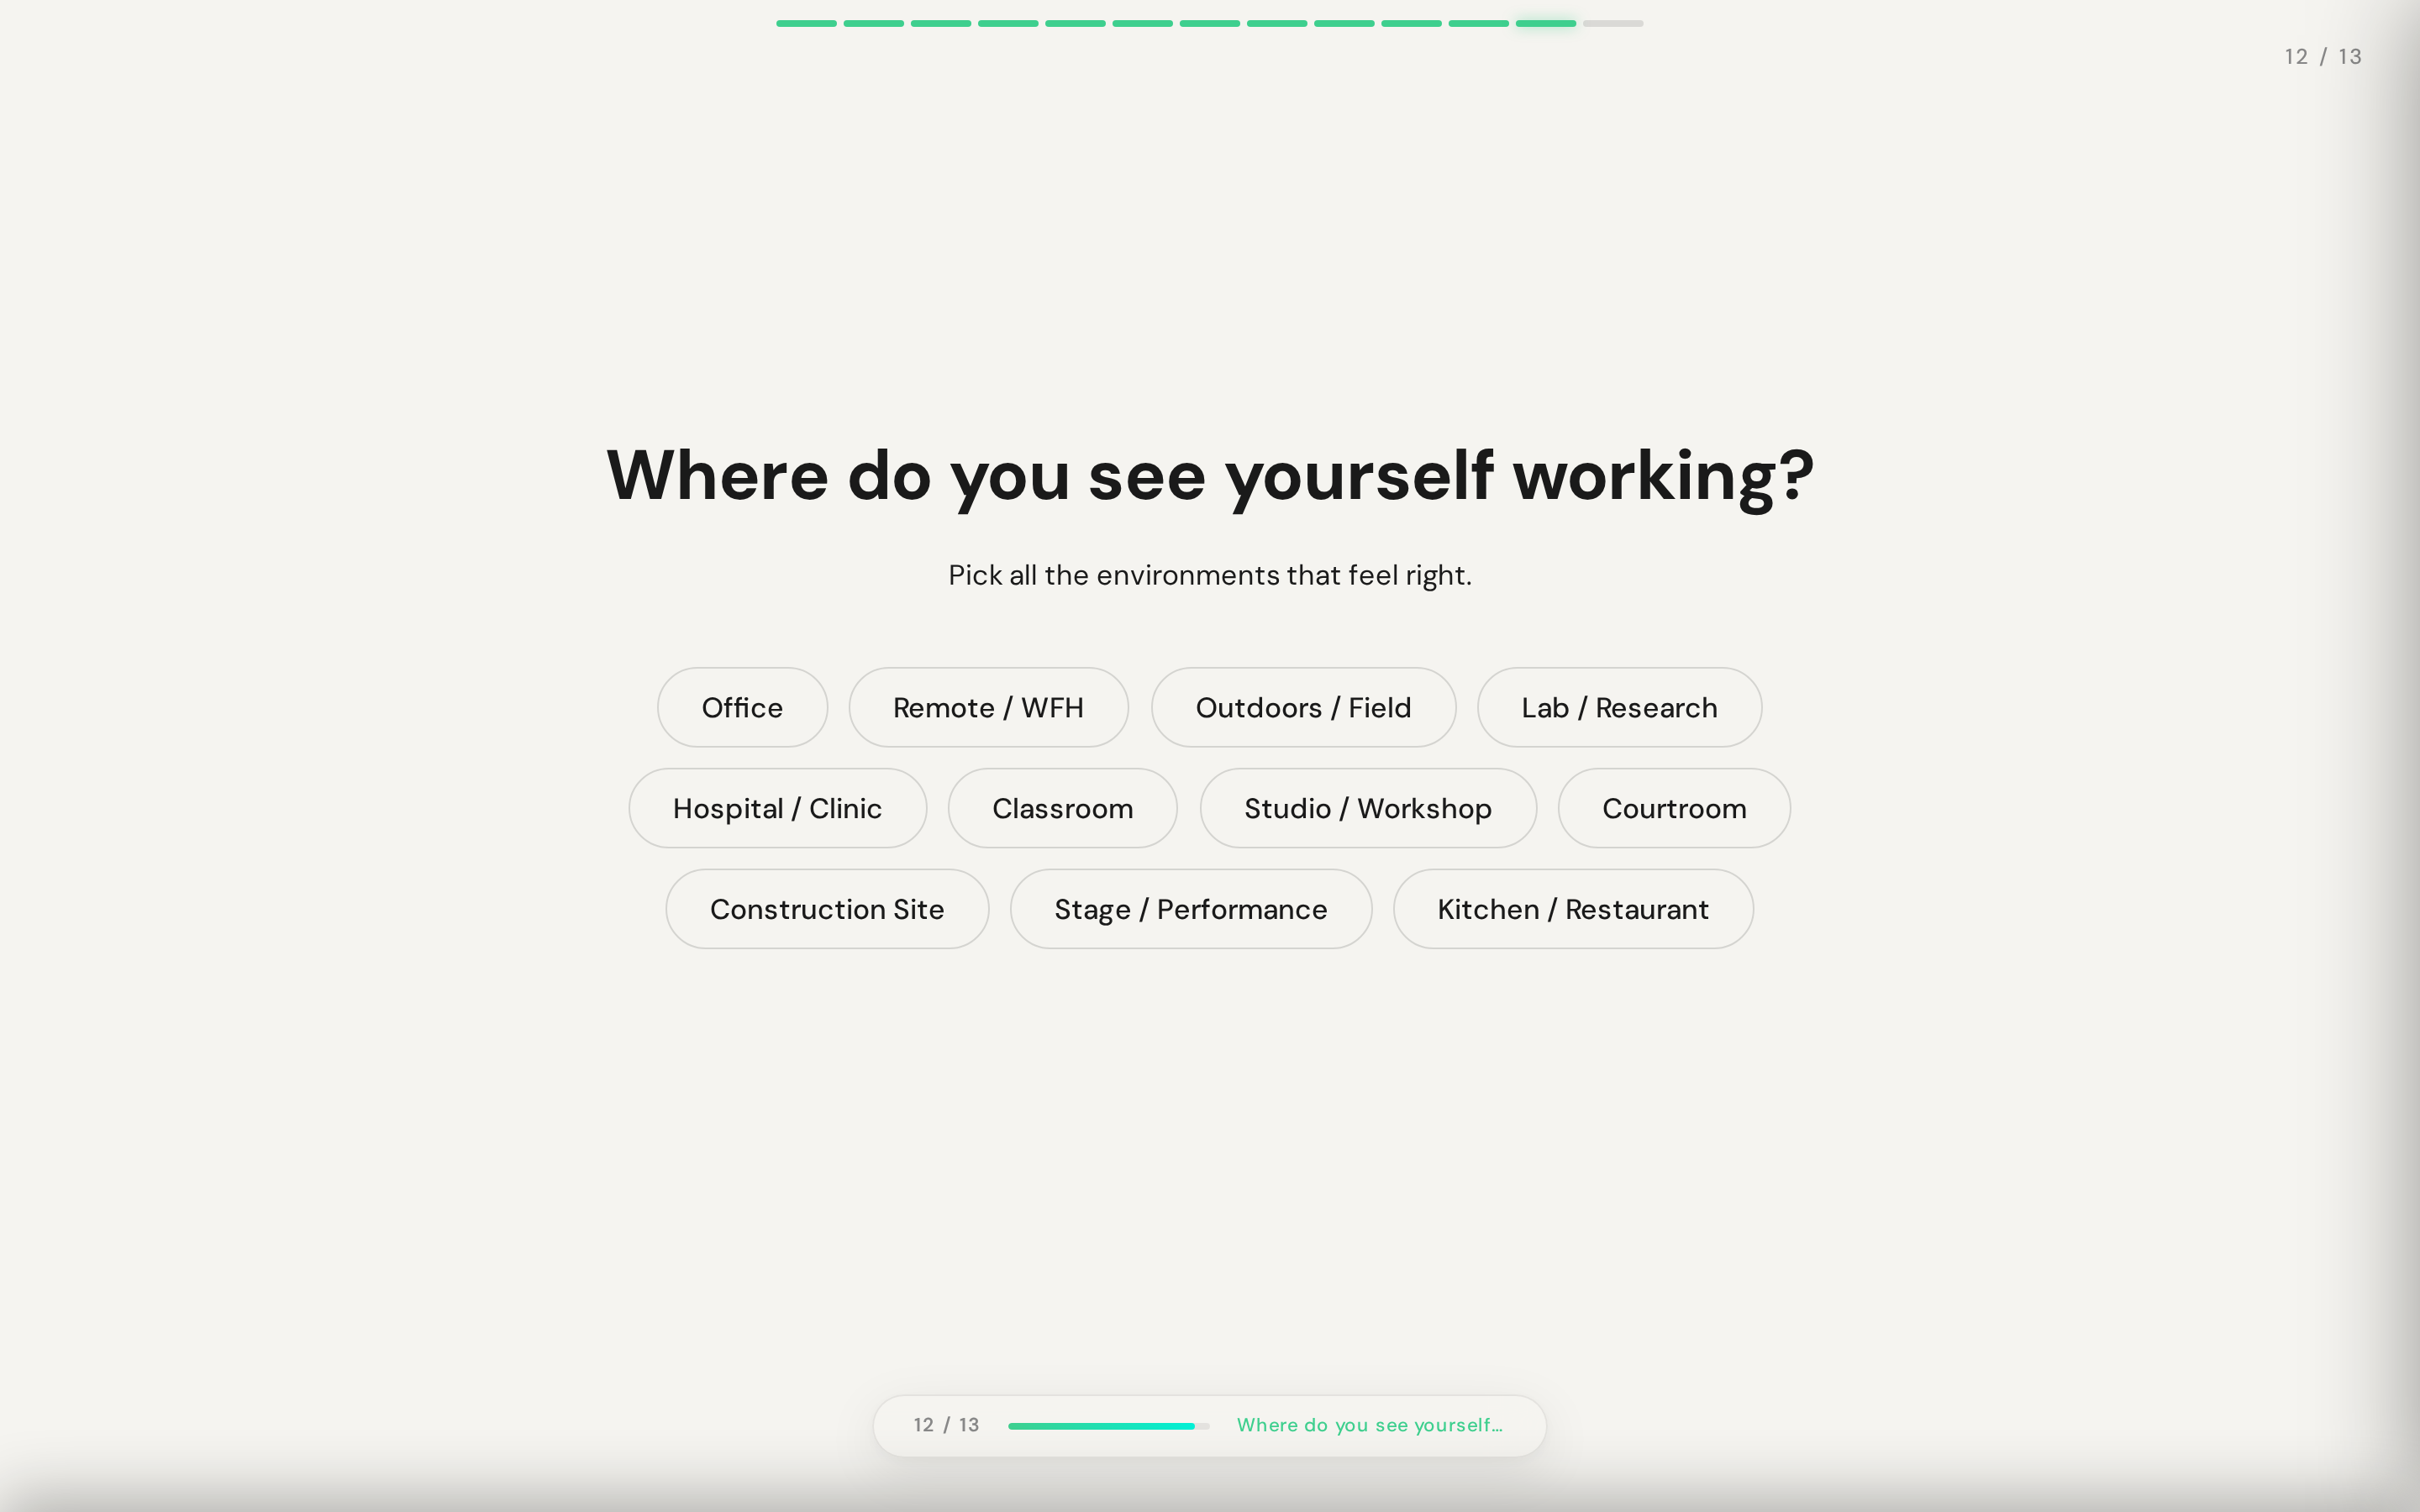 12 / 13
Where do you see yourself working?
Pick all the environments that feel right.
Office
Remote / WFH
Outdoors / Field
Lab / Research
Hospital / Clinic
Classroom
Studio / Workshop
Courtroom
Construction Site
Stage / Performance
Kitchen / Restaurant
12 / 13
Where do you see yourself...